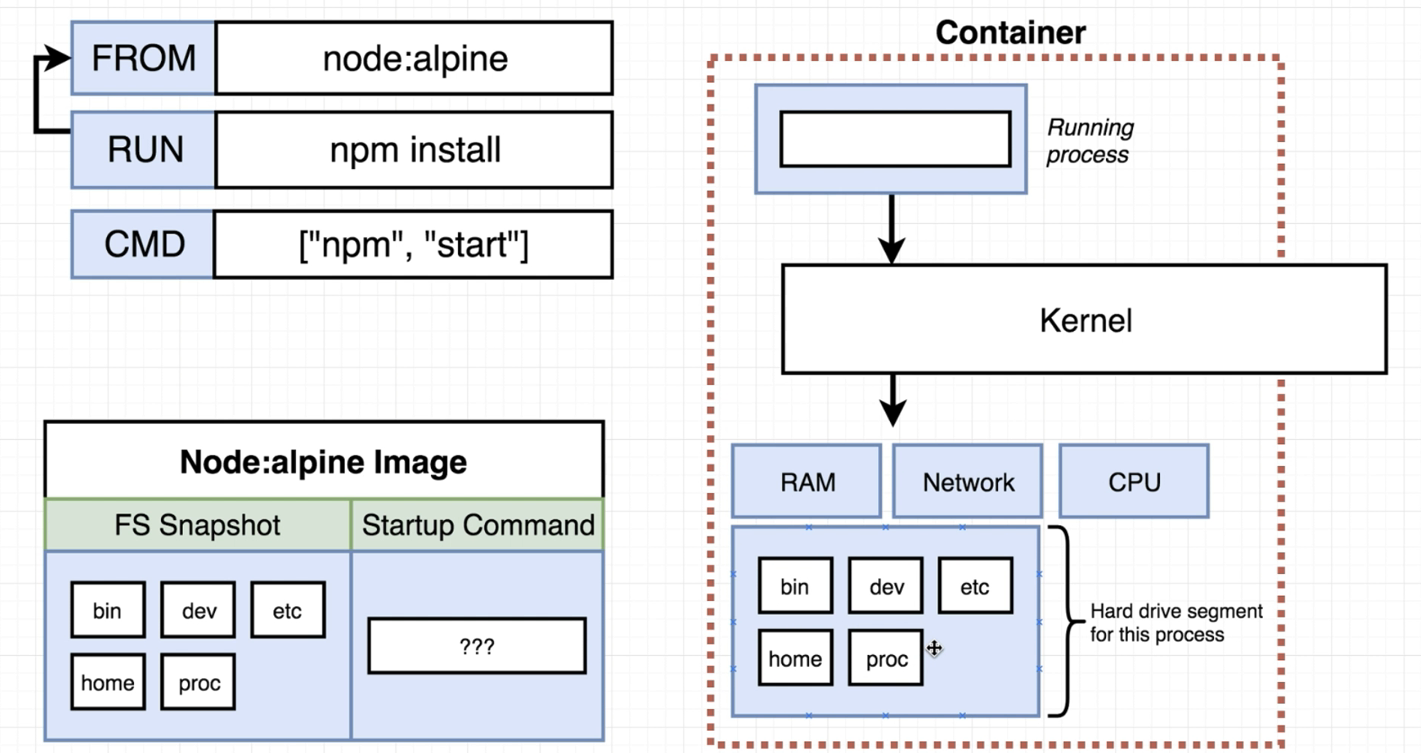 FROM node:alpine
RUN npm install
CMD ["npm", "start"]
Node:alpine Image
FS Snapshot Startup Command
bin dev etc
???
home proc
Container
Running
process
Kernel
RAM Network CPU
bin dev etc
home proc
Hard drive segment
for this process